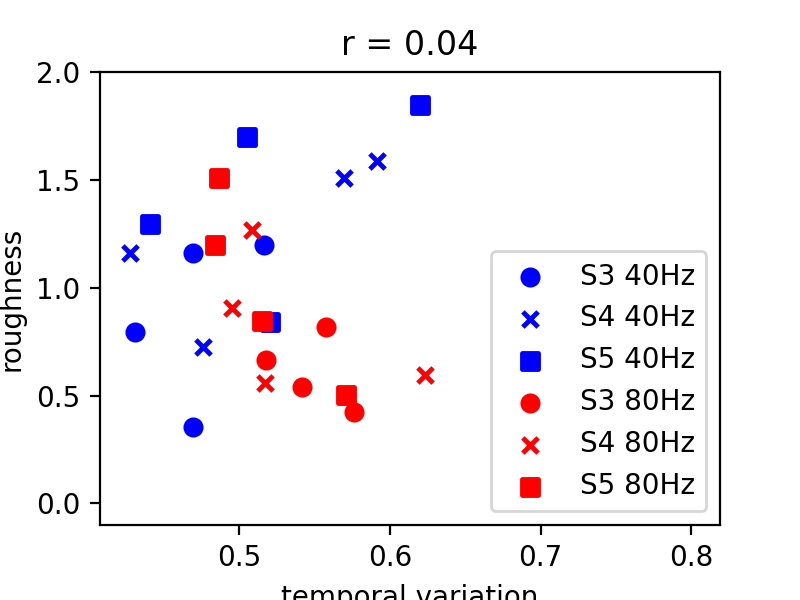 r = 0.04
2.0
1.5
1.0
0.5
0.0
roughness
S3 40Hz
S4 40Hz
S5 40Hz
S3 80Hz
S4 80Hz
S5 80Hz
0.5 0.6 0.7 0.8
temporal variation